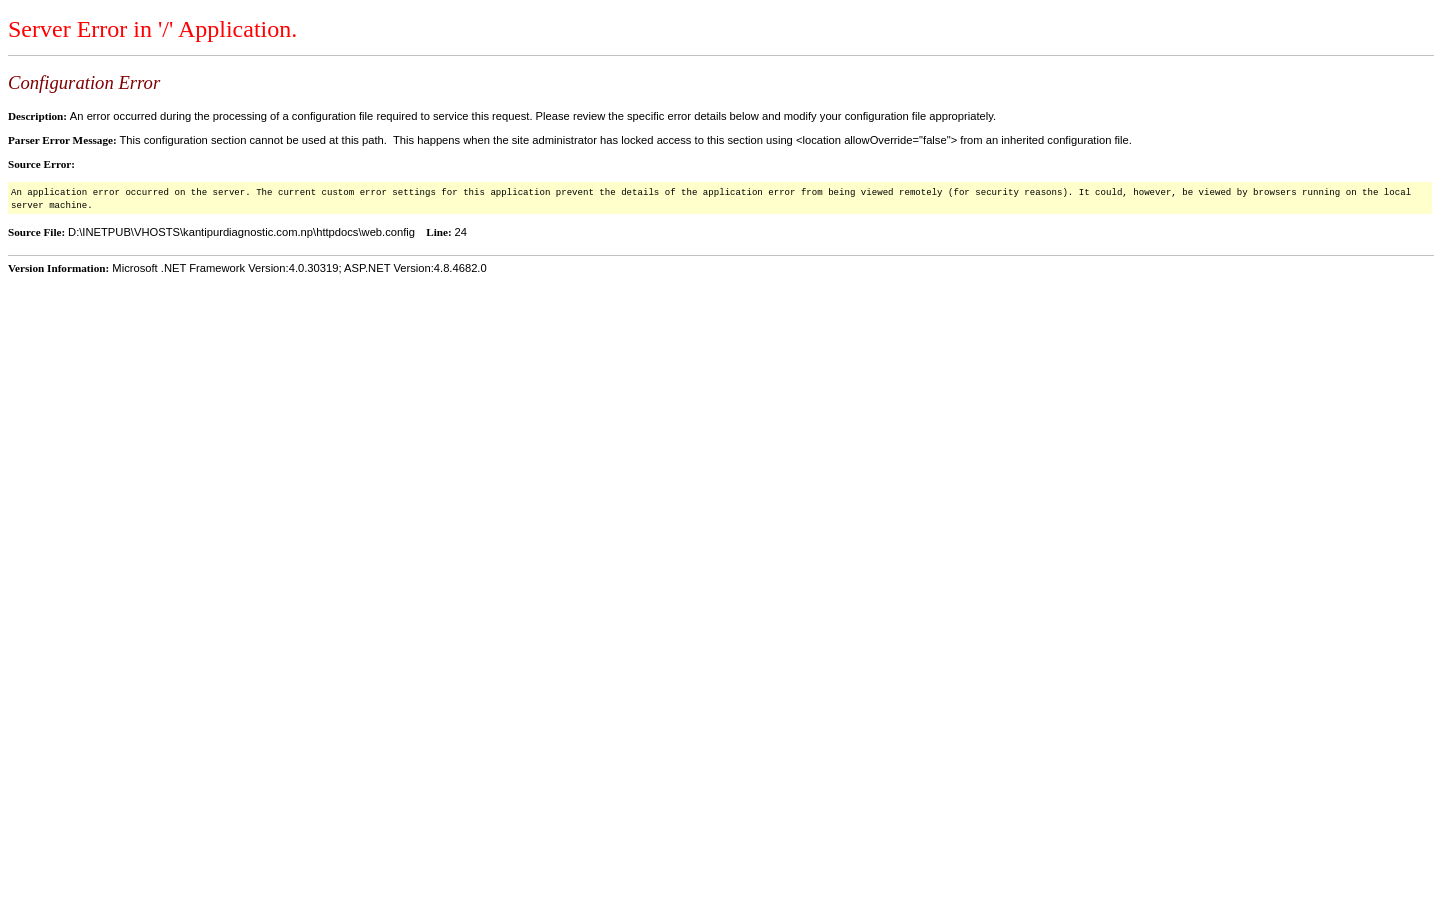 Server Error in '/' Application.
Configuration Error
Description: An error occurred during the processing of a configuration file required to service this request. Please review the specific error details below and modify your configuration file appropriately.
Parser Error Message: This configuration section cannot be used at this path.  This happens when the site administrator has locked access to this section using <location allowOverride="false"> from an inherited configuration file.
Source Error:
An application error occurred on the server. The current custom error settings for this application prevent the details of the application error from being viewed remotely (for security reasons). It could, however, be viewed by browsers running on the local
server machine.
Source File: D:\INETPUB\VHOSTS\kantipurdiagnostic.com.np\httpdocs\web.config    Line: 24
Version Information: Microsoft .NET Framework Version:4.0.30319; ASP.NET Version:4.8.4682.0